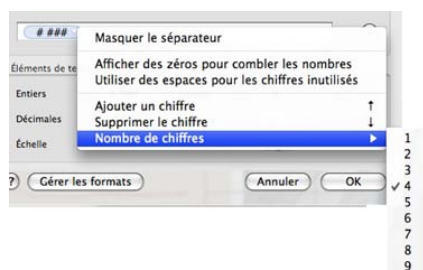 # ###
Masquer le séparateur
Afficher des zéros pour combler les nombres
Utiliser des espaces pour les chiffres inutilisés
Ajouter un chiffre ↑
Supprimer le chiffre ↓
Nombre de chiffres ▶
Éléments de te
Entiers
Décimales
Échelle
? Gérer les formats Annuler OK
1
2
3
✓ 4
5
6
7
8
9